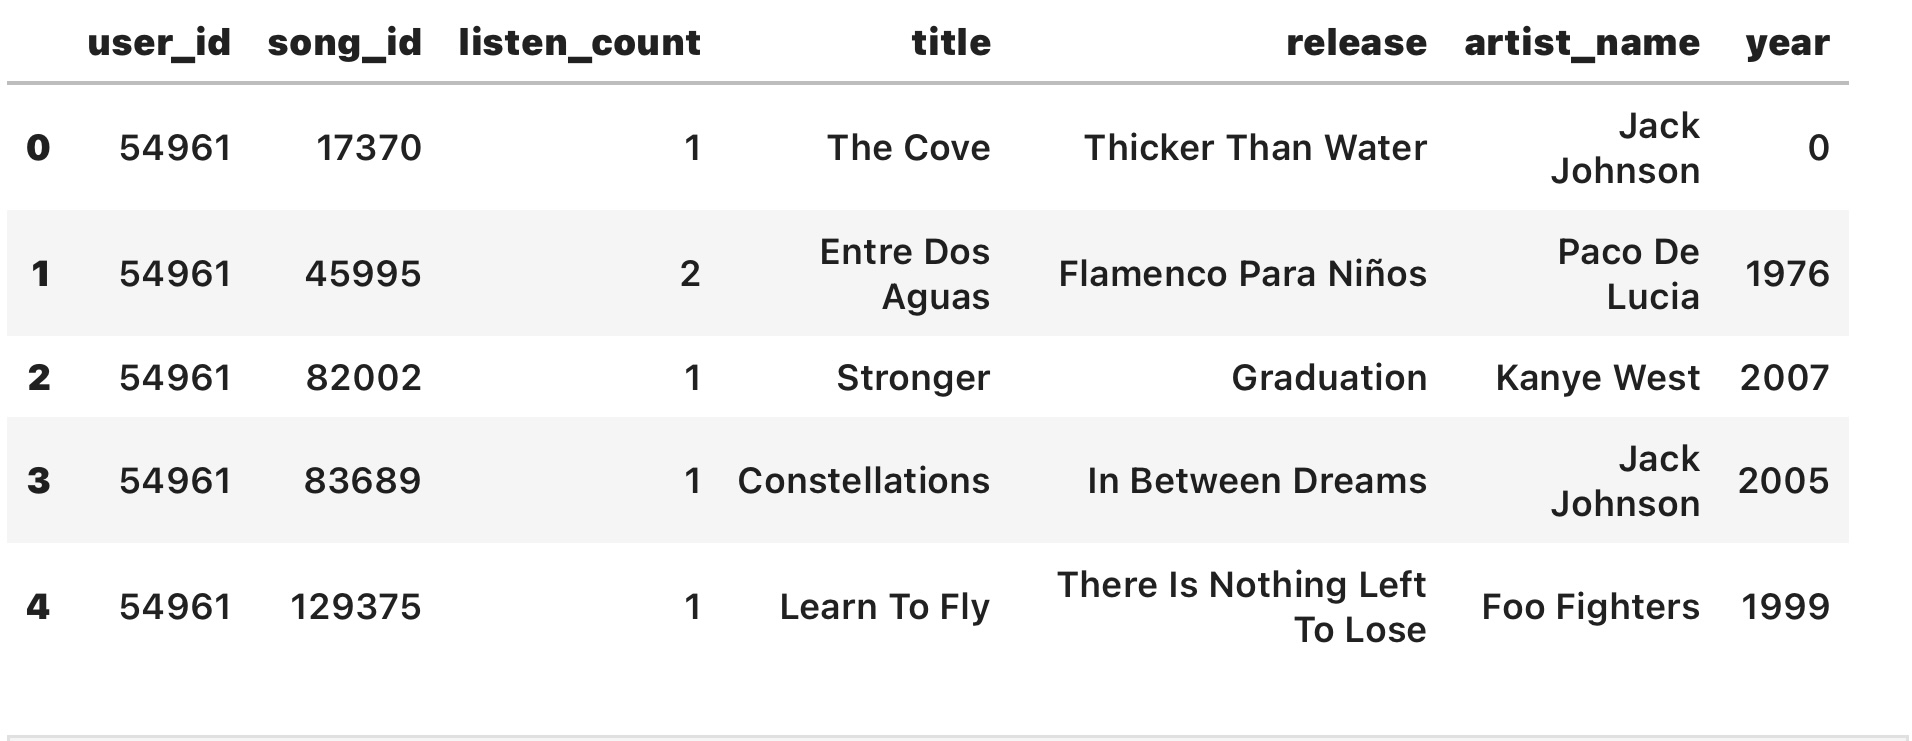 user_id song_id listen_count title release artist_name year
0 54961 17370 1 The Cove Thicker Than Water Jack Johnson 0
1 54961 45995 2 Entre Dos Aguas Flamenco Para Niños Paco De Lucia 1976
2 54961 82002 1 Stronger Graduation Kanye West 2007
3 54961 83689 1 Constellations In Between Dreams Jack Johnson 2005
4 54961 129375 1 Learn To Fly There Is Nothing Left To Lose Foo Fighters 1999